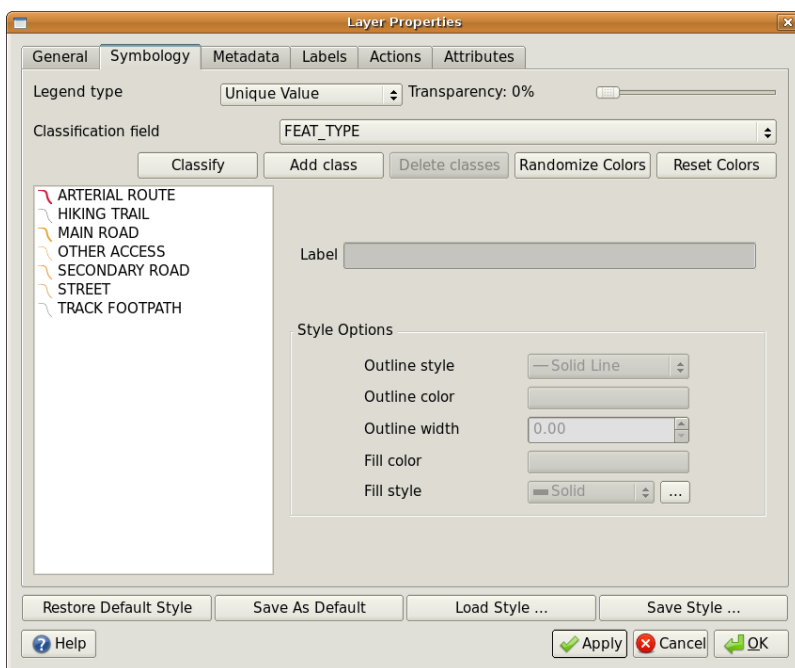 Layer Properties
General Symbology Metadata Labels Actions Attributes
Legend type Unique Value Transparency: 0%
Classification field FEAT_TYPE
Classify Add class Delete classes Randomize Colors Reset Colors
ARTERIAL ROUTE
HIKING TRAIL
MAIN ROAD
OTHER ACCESS
SECONDARY ROAD
STREET
TRACK FOOTPATH
Label
Style Options
Outline style Solid Line
Outline color
Outline width 0.00
Fill color
Fill style Solid ...
Restore Default Style Save As Default Load Style ... Save Style ...
Help Apply Cancel OK